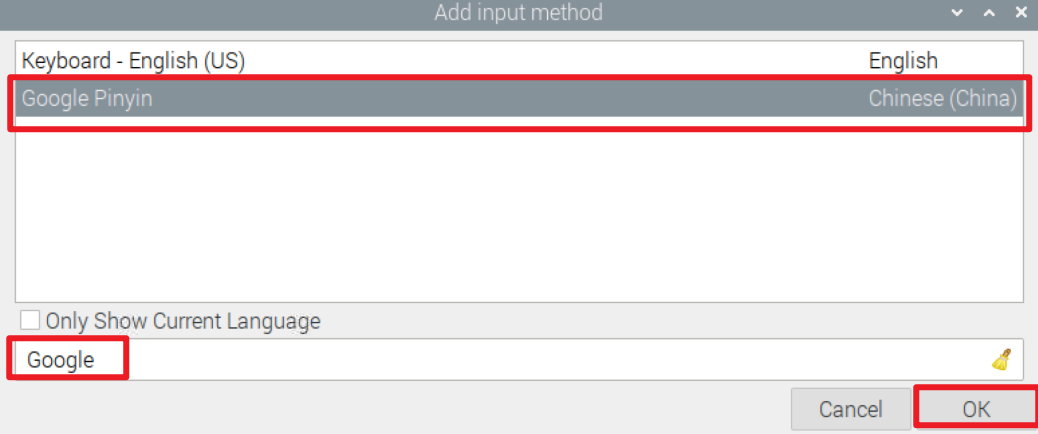 Add input method
Keyboard - English (US) English
Google Pinyin Chinese (China)
Only Show Current Language
Google
Cancel OK